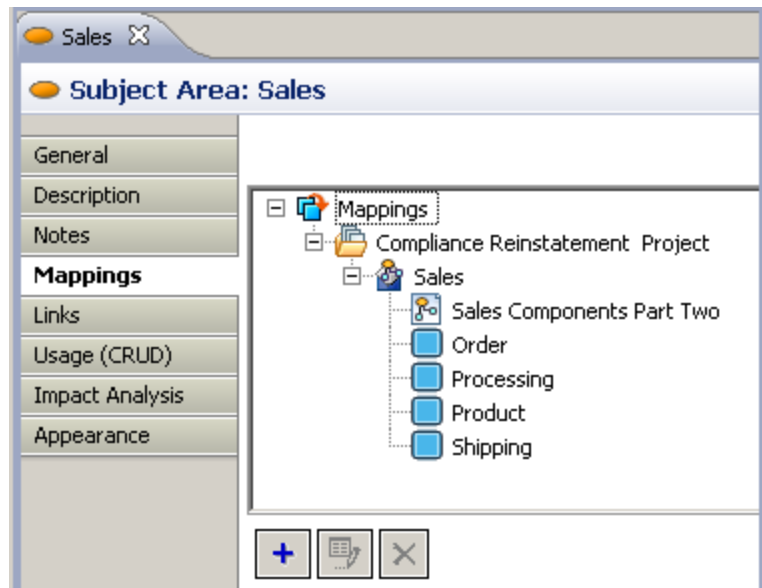 Sales
Subject Area: Sales
General
Description
Notes
Mappings
Links
Usage (CRUD)
Impact Analysis
Appearance
Mappings
Compliance Reinstatement Project
Sales
Sales Components Part Two
Order
Processing
Product
Shipping